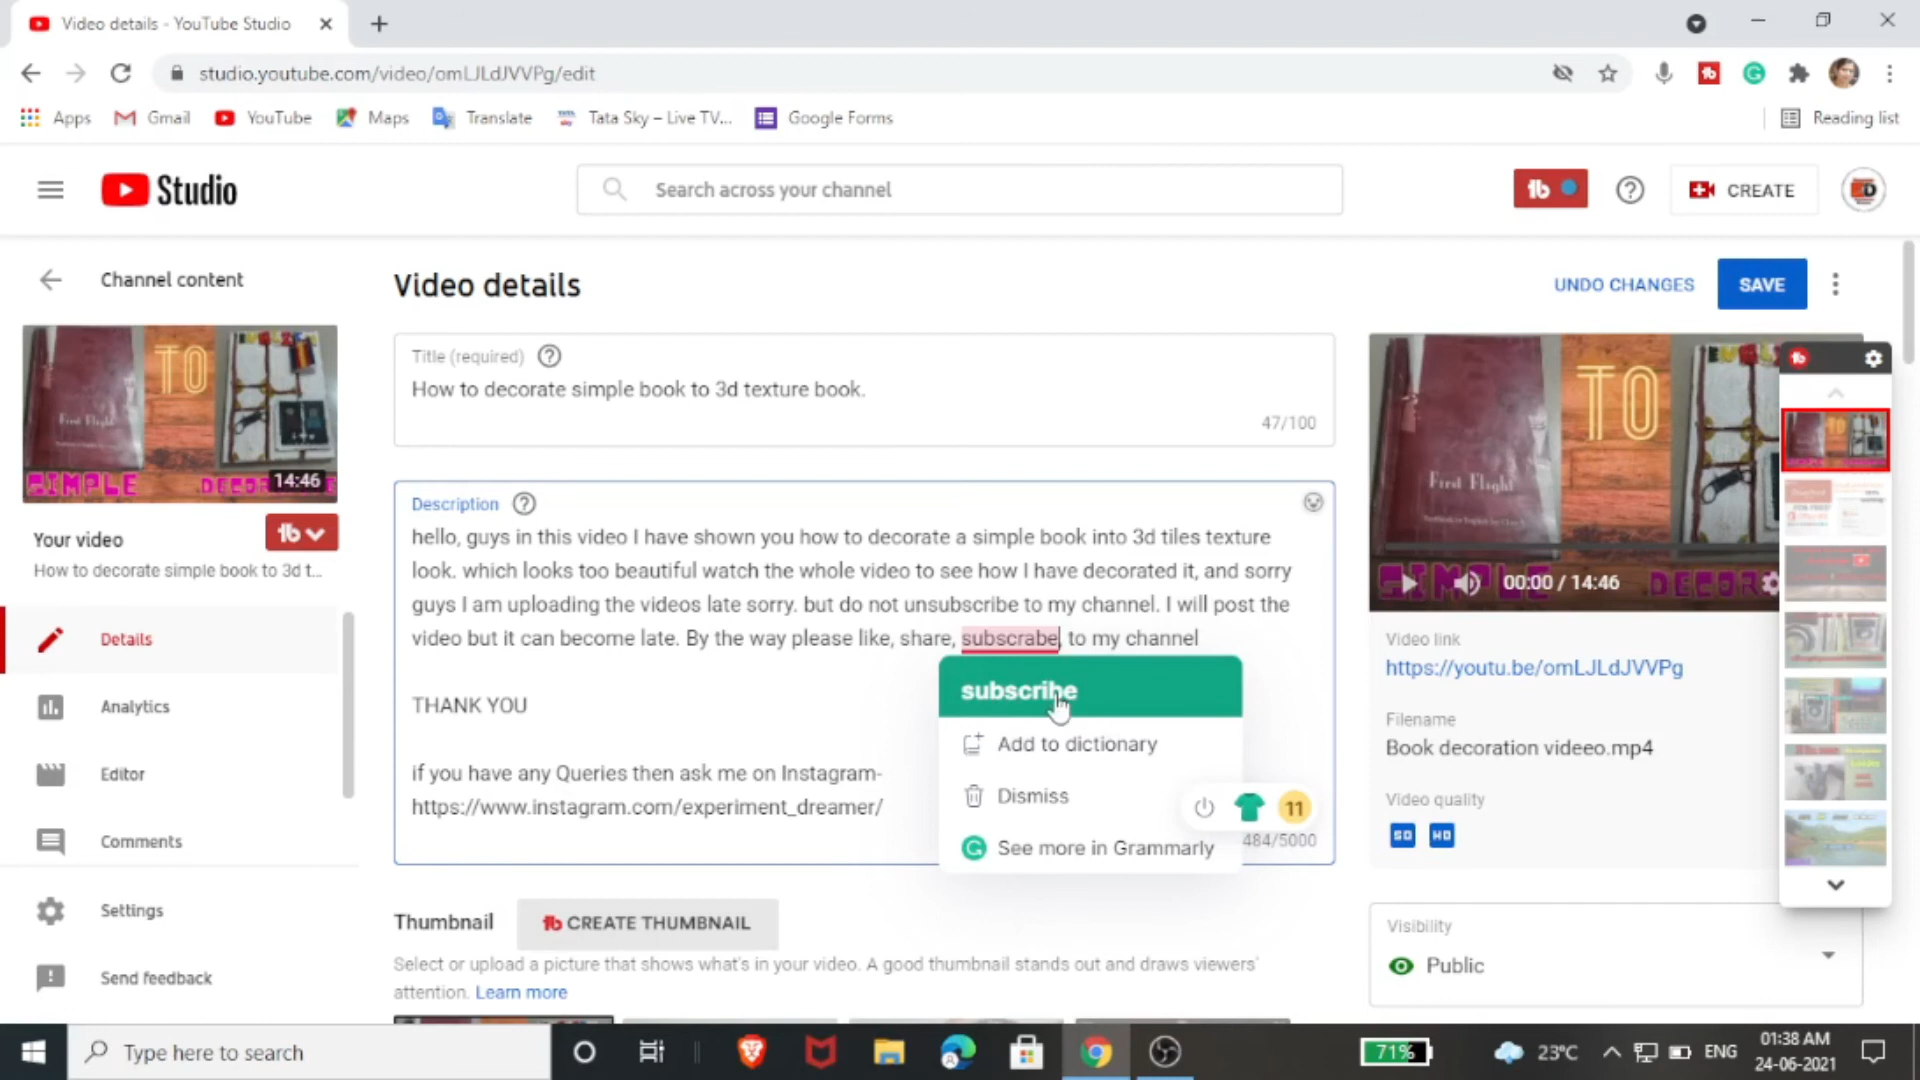 Video details - YouTube Studio
studio.youtube.com/video/omLJLdJVVPg/edit
Apps
Gmail
YouTube
Maps
Translate
Tata Sky – Live TV...
Google Forms
Reading list
Studio
Search across your channel
CREATE
Channel content
Video details
UNDO CHANGES
SAVE
TO
First Flight
SIMPLE
14:46
Title (required)
How to decorate simple book to 3d texture book.
47/100
TO
First Flight
SIMPLE
00:00 / 14:46
Your video
How to decorate simple book to 3d t...
Description
hello, guys in this video I have shown you how to decorate a simple book into 3d tiles texture
look. which looks too beautiful watch the whole video to see how I have decorated it, and sorry
guys I am uploading the videos late sorry. but do not unsubscribe to my channel. I will post the
video but it can become late. By the way please like, share, subscrabe, to my channel
THANK YOU
if you have any Queries then ask me on Instagram-
https://www.instagram.com/experiment_dreamer/
484/5000
subscribe
Add to dictionary
Dismiss
See more in Grammarly
11
Details
Analytics
Editor
Comments
Settings
Send feedback
Video link
https://youtu.be/omLJLdJVVPg
Filename
Book decoration videeo.mp4
Video quality
SD HD
Visibility
Public
Thumbnail
CREATE THUMBNAIL
Select or upload a picture that shows what's in your video. A good thumbnail stands out and draws viewers'
attention. Learn more
Type here to search
71%
23°C
ENG
01:38 AM
24-06-2021